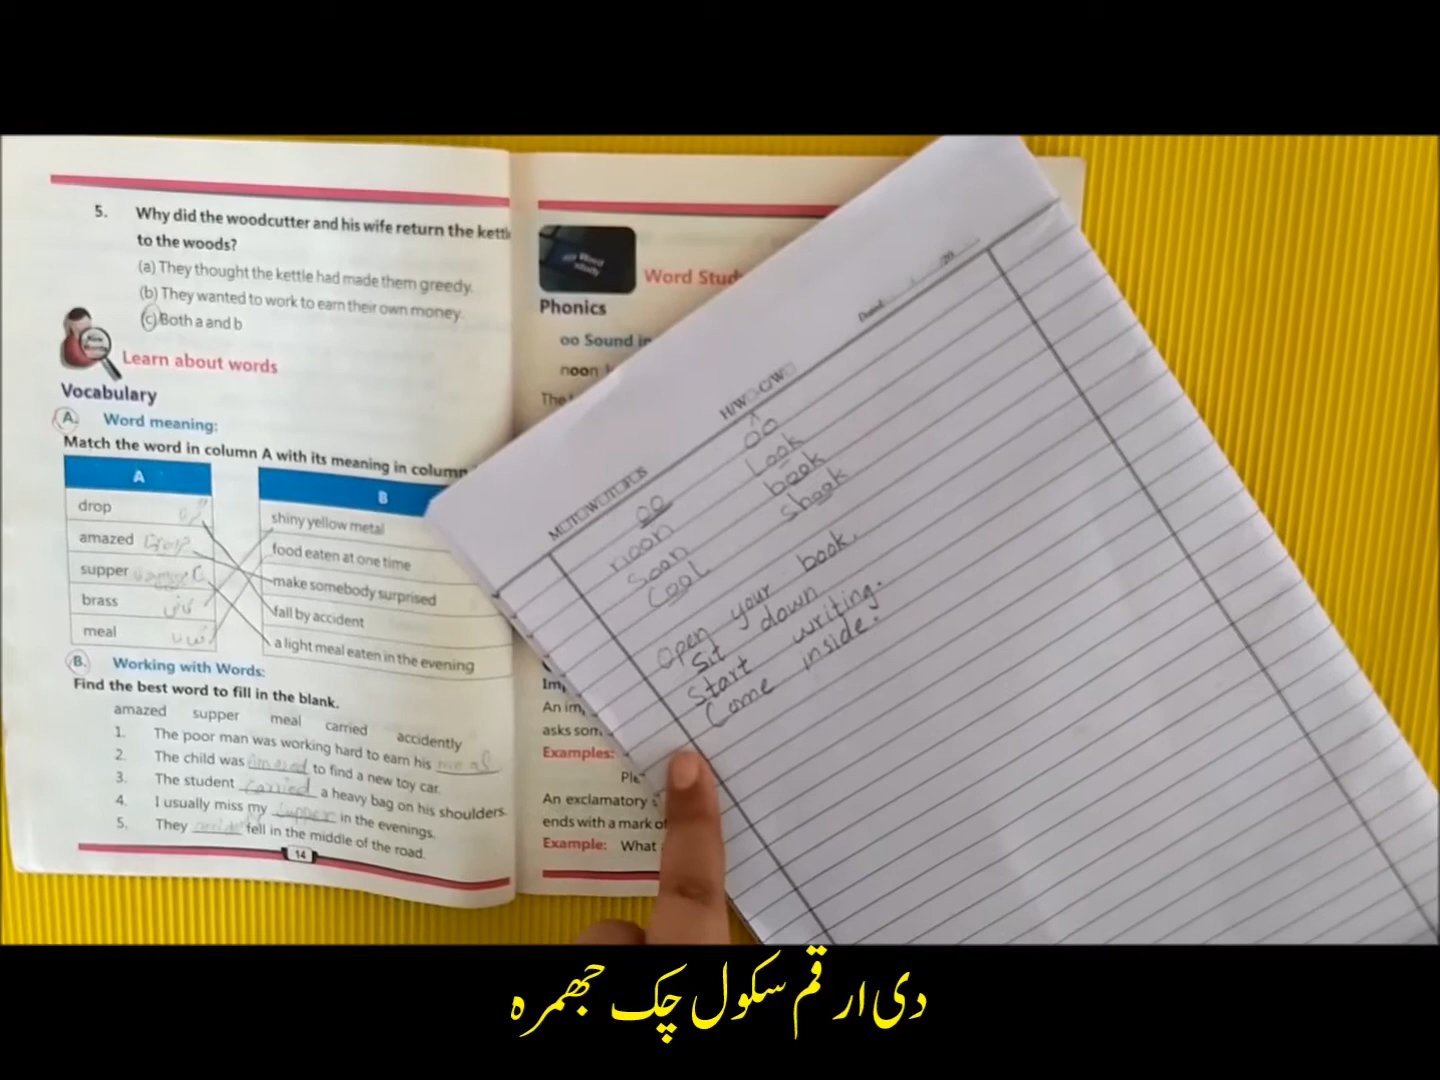 5. Why did the woodcutter and his wife return the kettl
to the woods?
(a) They thought the kettle had made them greedy.
(b) They wanted to work to earn their own money.
(c) Both a and b
Learn about words
Vocabulary
A. Word meaning:
Match the word in column A with its meaning in column
A B
drop shiny yellow metal
amazed food eaten at one time
supper make somebody surprised
brass fall by accident
meal a light meal eaten in the evening
B. Working with Words:
Find the best word to fill in the blank.
amazed supper meal carried accidently
1. The poor man was working hard to earn his meal
2. The child was amazed to find a new toy car.
3. The student carried a heavy bag on his shoulders.
4. I usually miss my supper in the evenings.
5. They fell in the middle of the road.
14
Word Stud
Phonics
oo Sound in
noon
The
Im
An im
asks som
Examples:
Ple
An exclamatory s
ends with a mark of
Example: What
H/W C/W
oo oo
noon Look
Soon book
Cool shook
Open your book.
Sit down
Start writing.
Come inside.
دی ارقم سکول چک جھمرہ